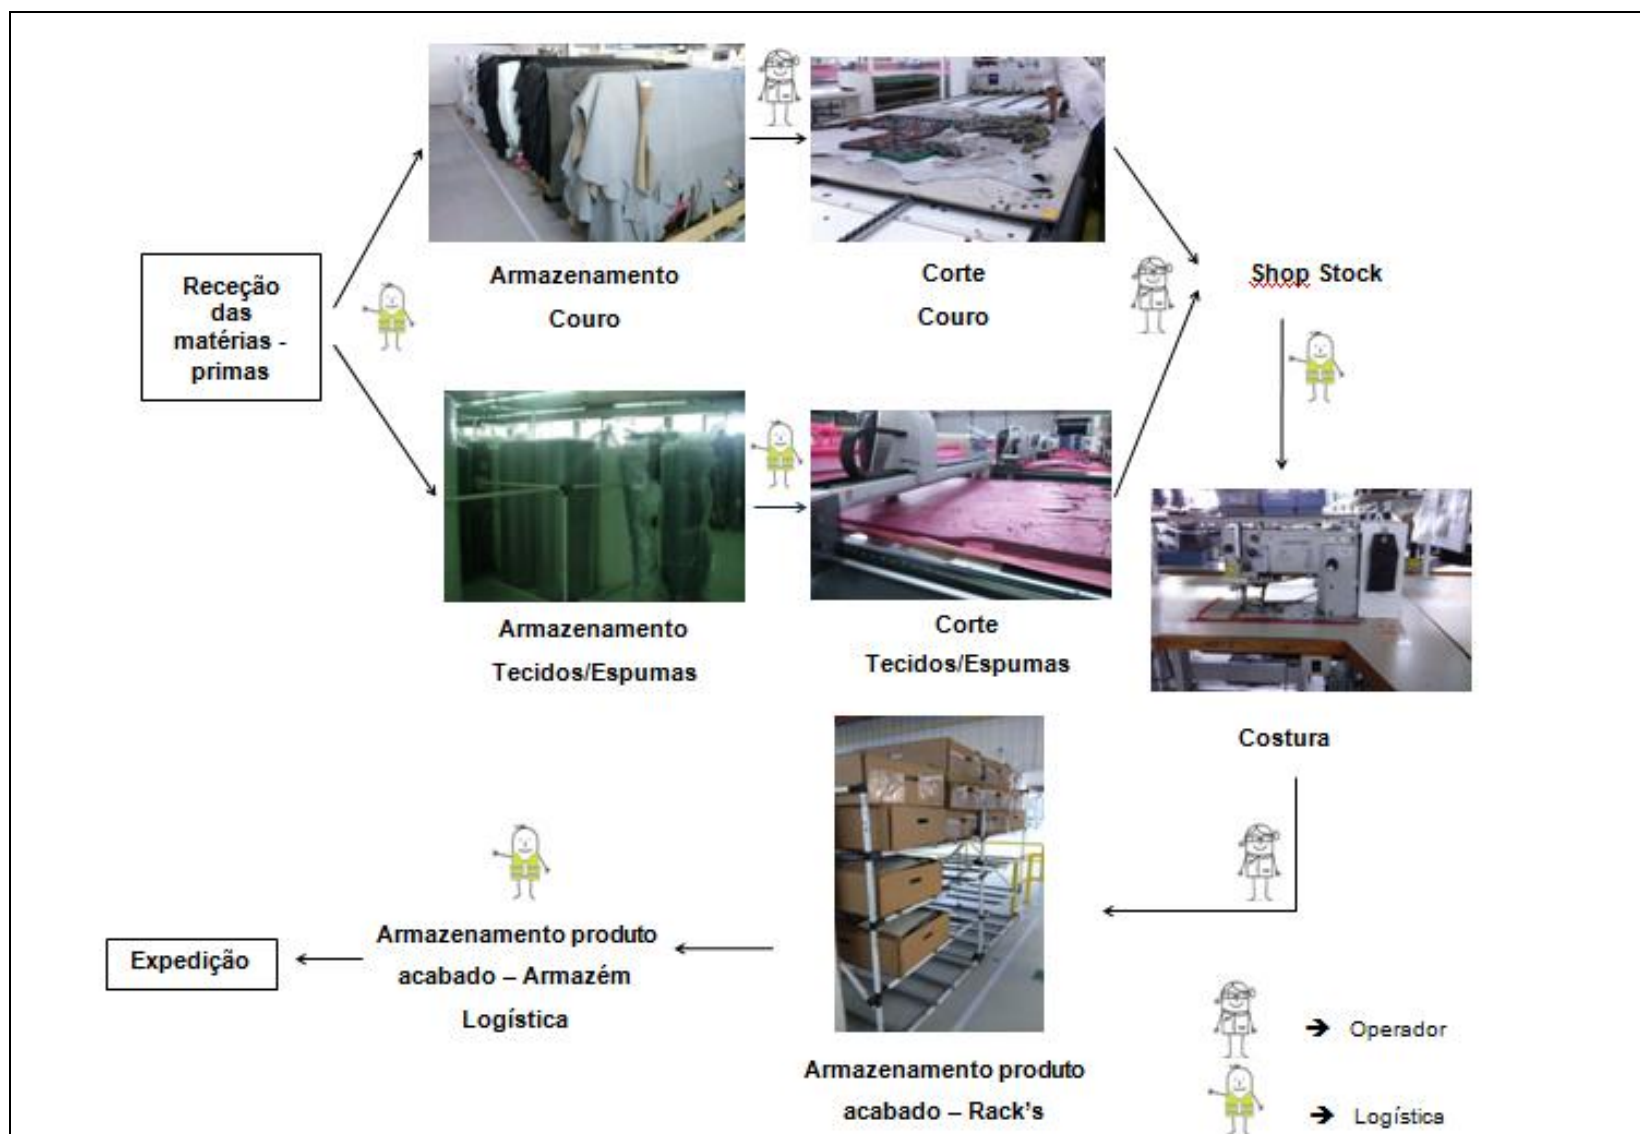 Receção
das
matérias -
primas
Armazenamento
Couro
Corte
Couro
Shop Stock
Armazenamento
Tecidos/Espumas
Corte
Tecidos/Espumas
Costura
Armazenamento produto
acabado – Rack's
Armazenamento produto
acabado – Armazém
Logística
Expedição
➔ Operador
➔ Logística